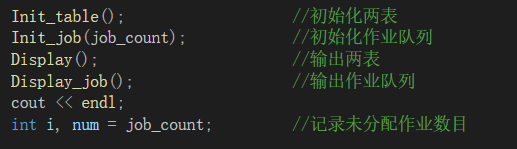 Init_table(); //初始化两表
Init_job(job_count); //初始化作业队列
Display(); //输出两表
Display_job(); //输出作业队列
cout << endl;
int i, num = job_count; //记录未分配作业数目